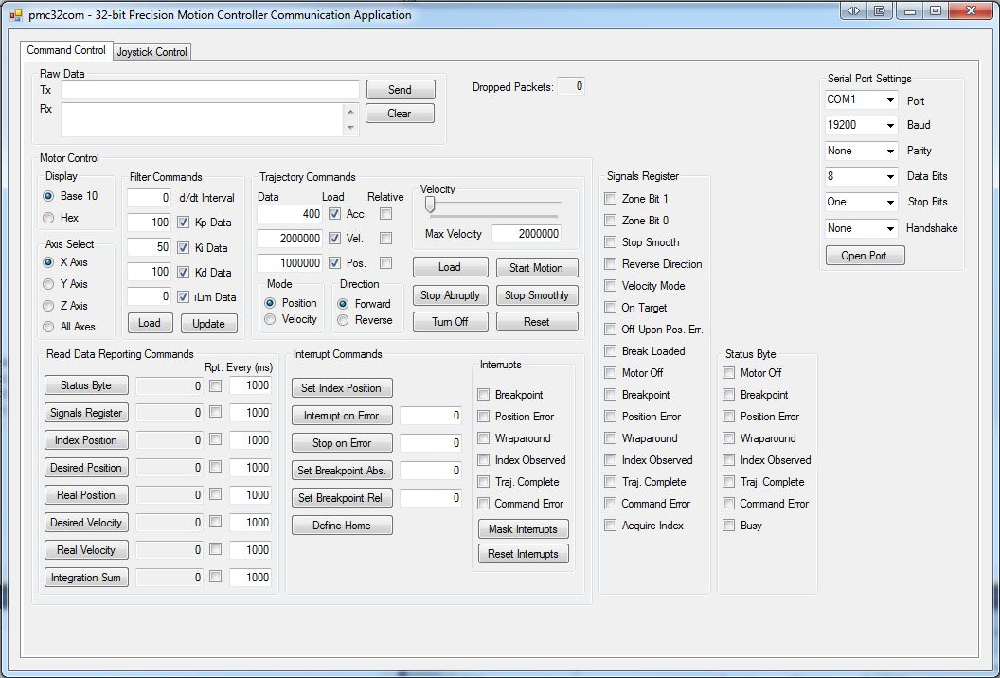 pmc32com - 32-bit Precision Motion Controller Communication Application
Command Control
Joystick Control
Raw Data
Tx
Send
Rx
Clear
Dropped Packets: 0
Serial Port Settings
COM1 Port
19200 Baud
None Parity
8 Data Bits
One Stop Bits
None Handshake
Open Port
Motor Control
Display
Base 10
Hex
Axis Select
X Axis
Y Axis
Z Axis
All Axes
Filter Commands
0 d/dt Interval
100 Kp Data
50 Ki Data
100 Kd Data
0 iLim Data
Load Update
Trajectory Commands
Data Load Relative
400 Acc.
2000000 Vel.
1000000 Pos.
Mode
Position
Velocity
Direction
Forward
Reverse
Velocity
Max Velocity 2000000
Load Start Motion
Stop Abruptly Stop Smoothly
Turn Off Reset
Read Data Reporting Commands
Rpt. Every (ms)
Status Byte 0 1000
Signals Register 0 1000
Index Position 0 1000
Desired Position 0 1000
Real Position 0 1000
Desired Velocity 0 1000
Real Velocity 0 1000
Integration Sum 0 1000
Interrupt Commands
Set Index Position
Interrupt on Error 0
Stop on Error 0
Set Breakpoint Abs. 0
Set Breakpoint Rel. 0
Define Home
Interrupts
Breakpoint
Position Error
Wraparound
Index Observed
Traj. Complete
Command Error
Mask Interrupts
Reset Interrupts
Signals Register
Zone Bit 1
Zone Bit 0
Stop Smooth
Reverse Direction
Velocity Mode
On Target
Off Upon Pos. Err.
Break Loaded
Motor Off
Breakpoint
Position Error
Wraparound
Index Observed
Traj. Complete
Command Error
Acquire Index
Status Byte
Motor Off
Breakpoint
Position Error
Wraparound
Index Observed
Traj. Complete
Command Error
Busy